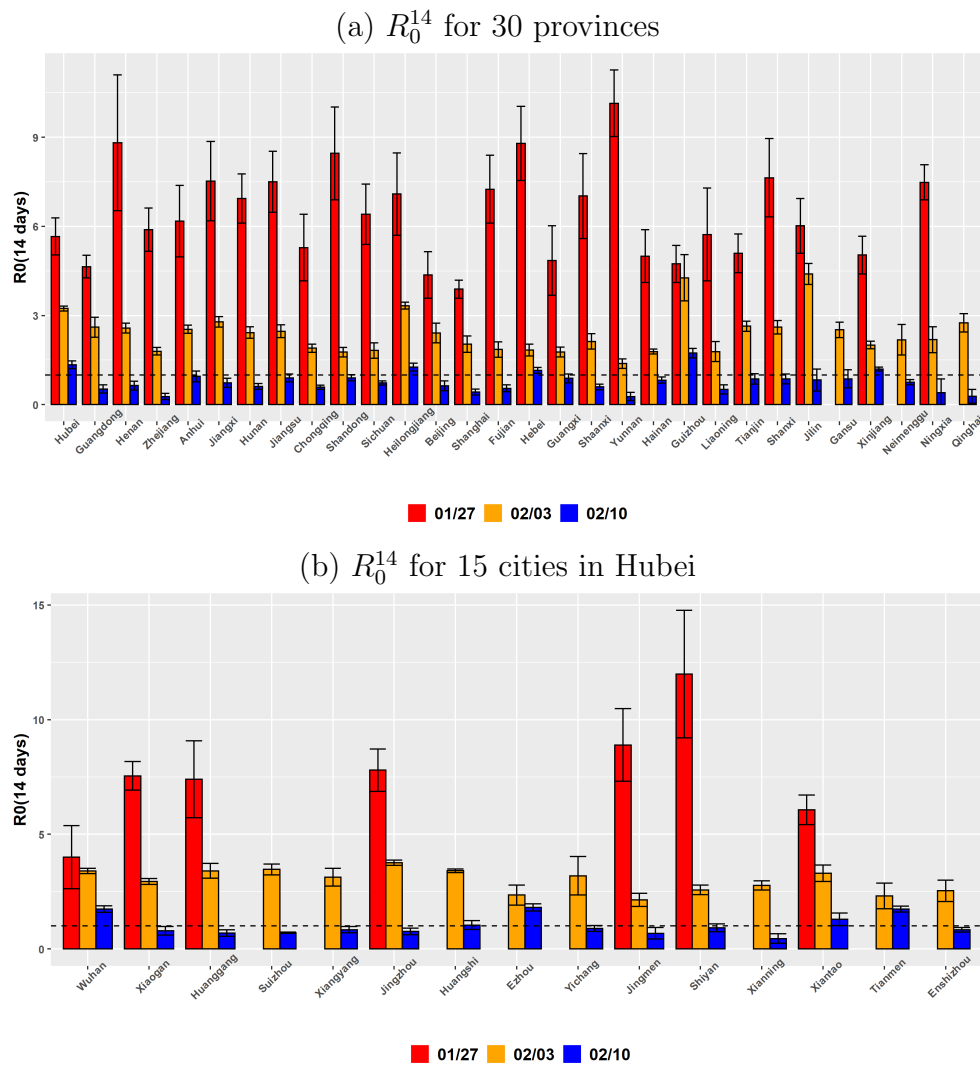 (a) $R_0^{14}$ for 30 provinces
R0(14 days)
9
6
3
0
Hubei
Guangdong
Henan
Zhejiang
Anhui
Jiangxi
Hunan
Jiangsu
Chongqing
Shandong
Sichuan
Heilongjiang
Beijing
Shanghai
Fujian
Hebei
Guangxi
Shaanxi
Yunnan
Hainan
Guizhou
Liaoning
Tianjin
Shanxi
Jilin
Gansu
Xinjiang
Neimenggu
Ningxia
Qinghai
01/27 02/03 02/10
(b) $R_0^{14}$ for 15 cities in Hubei
R0(14 days)
15
10
5
0
Wuhan
Xiaogan
Huanggang
Suizhou
Xiangyang
Jingzhou
Huangshi
Ezhou
Yichang
Jingmen
Shiyan
Xianning
Xiantao
Tianmen
Enshizhou
01/27 02/03 02/10